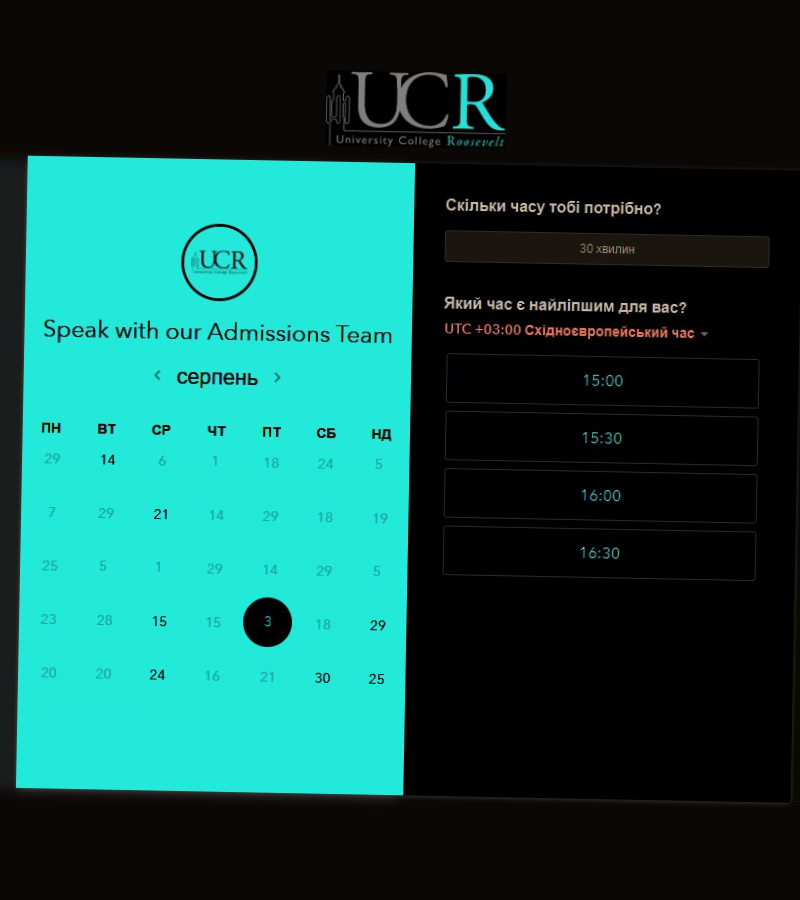 UCR
University College Roosevelt
UCR
University College Roosevelt
Speak with our Admissions Team
серпень
ПН ВТ СР ЧТ ПТ СБ НД
29 14 6 1 18 24 5
7 29 21 14 29 18 19
25 5 1 29 14 29 5
23 28 15 15 3 18 29
20 20 24 16 21 30 25
Скільки часу тобі потрібно?
30 хвилин
Який час є найліпшим для вас?
UTC +03:00 Східноєвропейський час
15:00
15:30
16:00
16:30